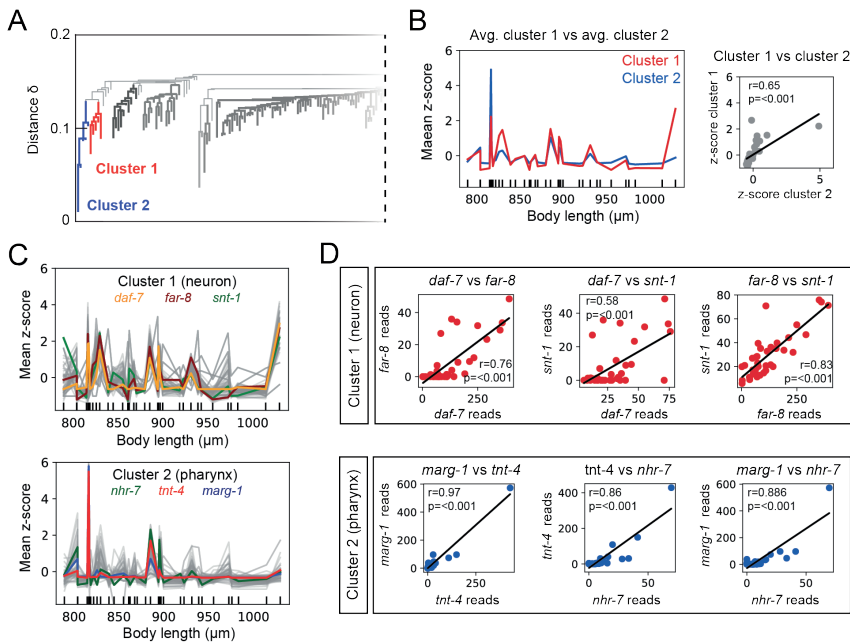 A
0.2
0.1
0
Distance δ
Cluster 1
Cluster 2
B
Avg. cluster 1 vs avg. cluster 2
Cluster 1
Cluster 2
6
4
2
0
Maean z-score
800
850
900
950
1000
Body length (µm)
Cluster 1 vs cluster 2
r=0.65
p=<0.001
6
4
2
0
z-score cluster 1
0
5
z-score cluster 2
C
Cluster 1 (neuron)
daf-7 far-8 snt-1
6
4
2
0
Mean z-score
800
850
900
950
1000
Body length (µm)
Cluster 2 (pharynx)
nhr-7 tnt-4 marg-1
6
4
2
0
Mean z-score
800
850
900
950
1000
Body length (µm)
D
Cluster 1 (neuron)
daf-7 vs far-8
40
20
0
far-8 reads
r=0.76
p=<0.001
0
250
daf-7 reads
daf-7 vs snt-1
50
40
30
20
10
0
snt-1 reads
r=0.58
p=<0.001
0
25
50
75
daf-7 reads
far-8 vs snt-1
80
60
40
20
0
snt-1 reads
r=0.83
p=<0.001
0
250
far-8 reads
Cluster 2 (pharynx)
marg-1 vs tnt-4
600
400
200
0
marg-1 reads
r=0.97
p=<0.001
0
250
tnt-4 reads
tnt-4 vs nhr-7
400
200
0
tnt-4 reads
r=0.86
p=<0.001
0
50
nhr-7 reads
marg-1 vs nhr-7
600
400
200
0
marg-1 reads
r=0.886
p=<0.001
0
50
nhr-7 reads